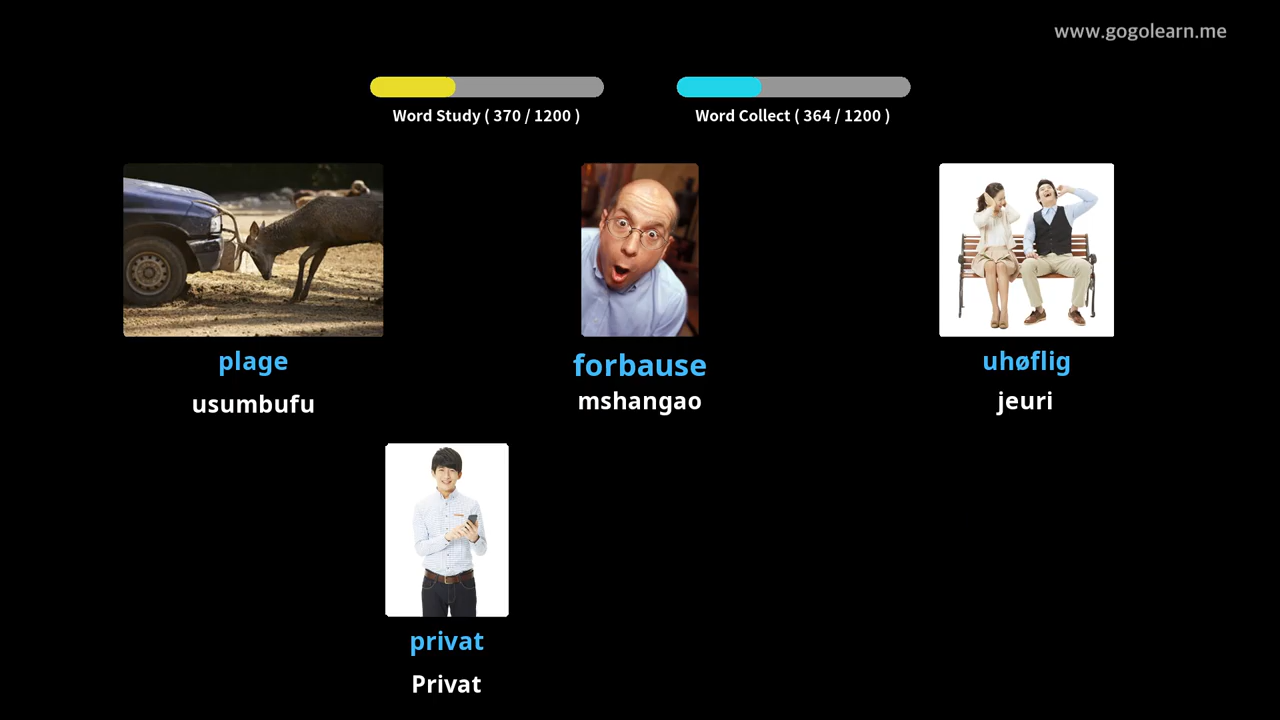 www.gogolearn.me
Word Study ( 370 / 1200 )
Word Collect ( 364 / 1200 )
plage
forbause
uhøflig
usumbufu
mshangao
jeuri
privat
Privat